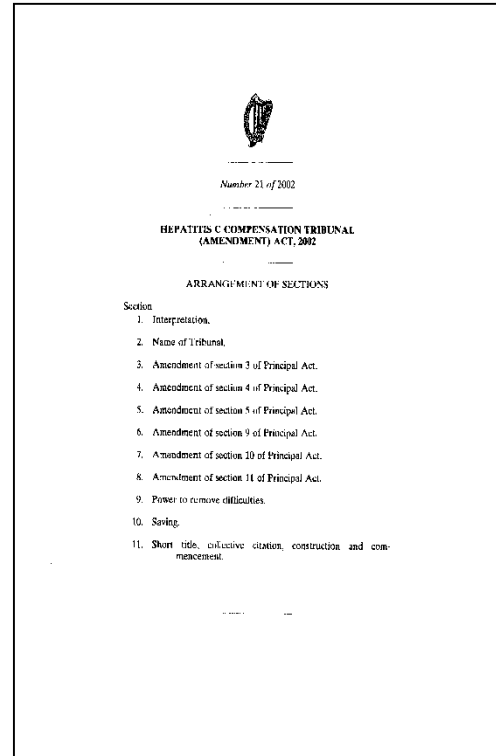 Number 21 of 2002
HEPATITIS C COMPENSATION TRIBUNAL
(AMENDMENT) ACT, 2002
ARRANGEMENT OF SECTIONS
Section
1. Interpretation.
2. Name of Tribunal.
3. Amendment of section 3 of Principal Act.
4. Amendment of section 4 of Principal Act.
5. Amendment of section 5 of Principal Act.
6. Amendment of section 9 of Principal Act.
7. Amendment of section 10 of Principal Act.
8. Amendment of section 11 of Principal Act.
9. Power to remove difficulties.
10. Saving.
11. Short title, collective citation, construction and com-
mencement.